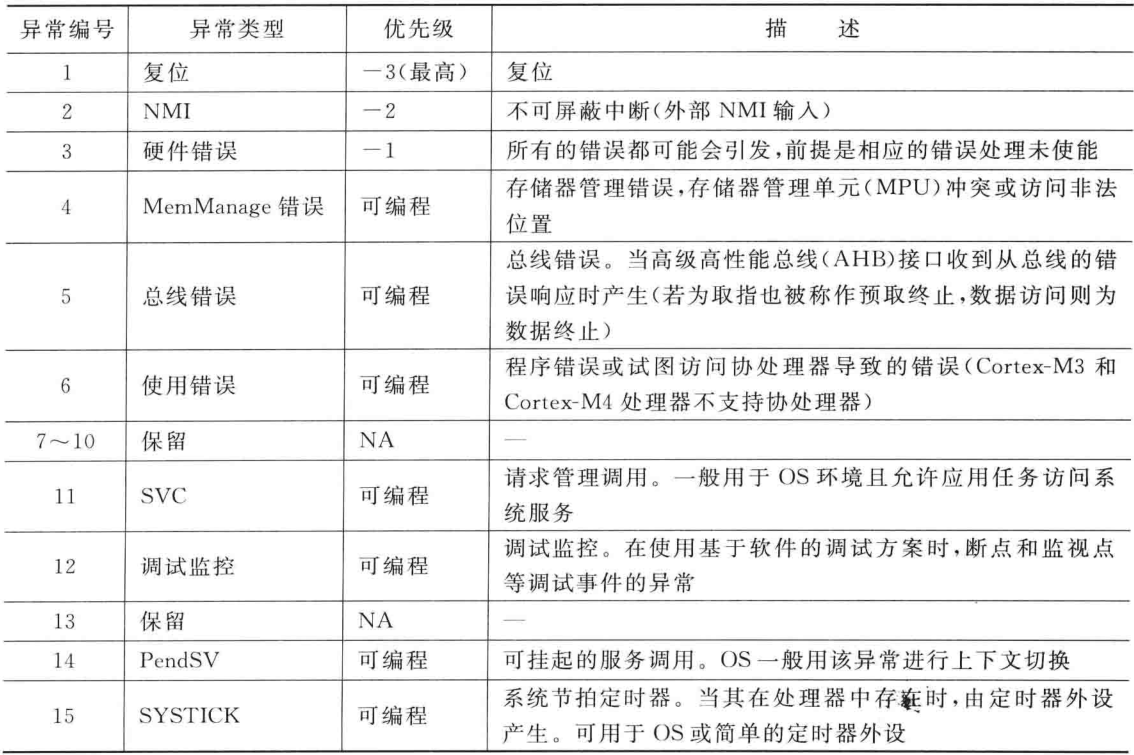 异常编号 异常类型 优先级 描 述
1 复位 −3(最高) 复位
2 NMI −2 不可屏蔽中断(外部 NMI 输入)
3 硬件错误 −1 所有的错误都可能会引发,前提是相应的错误处理未使能
4 MemManage 错误 可编程 存储器管理错误,存储器管理单元(MPU)冲突或访问非法
位置
5 总线错误 可编程 总线错误。当高级高性能总线(AHB)接口收到从总线的错
误响应时产生(若为取指也被称作预取终止,数据访问则为
数据终止)
6 使用错误 可编程 程序错误或试图访问协处理器导致的错误(Cortex-M3 和
Cortex-M4 处理器不支持协处理器)
7～10 保留 NA —
11 SVC 可编程 请求管理调用。一般用于 OS 环境且允许应用任务访问系
统服务
12 调试监控 可编程 调试监控。在使用基于软件的调试方案时,断点和监视点
等调试事件的异常
13 保留 NA —
14 PendSV 可编程 可挂起的服务调用。OS 一般用该异常进行上下文切换
15 SYSTICK 可编程 系统节拍定时器。当其在处理器中存在时,由定时器外设
产生。可用于 OS 或简单的定时器外设